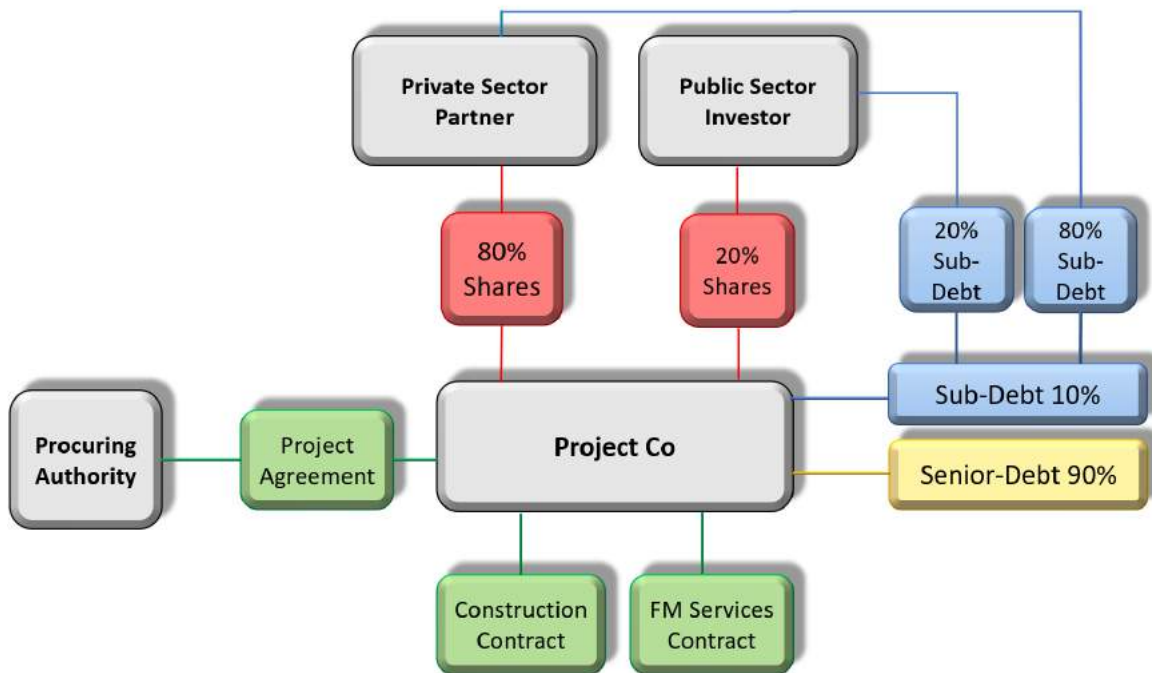 Private Sector
Partner
Public Sector
Investor
80%
Shares
20%
Shares
20%
Sub-
Debt
80%
Sub-
Debt
Sub-Debt 10%
Procuring
Authority
Project
Agreement
Project Co
Senior-Debt 90%
Construction
Contract
FM Services
Contract